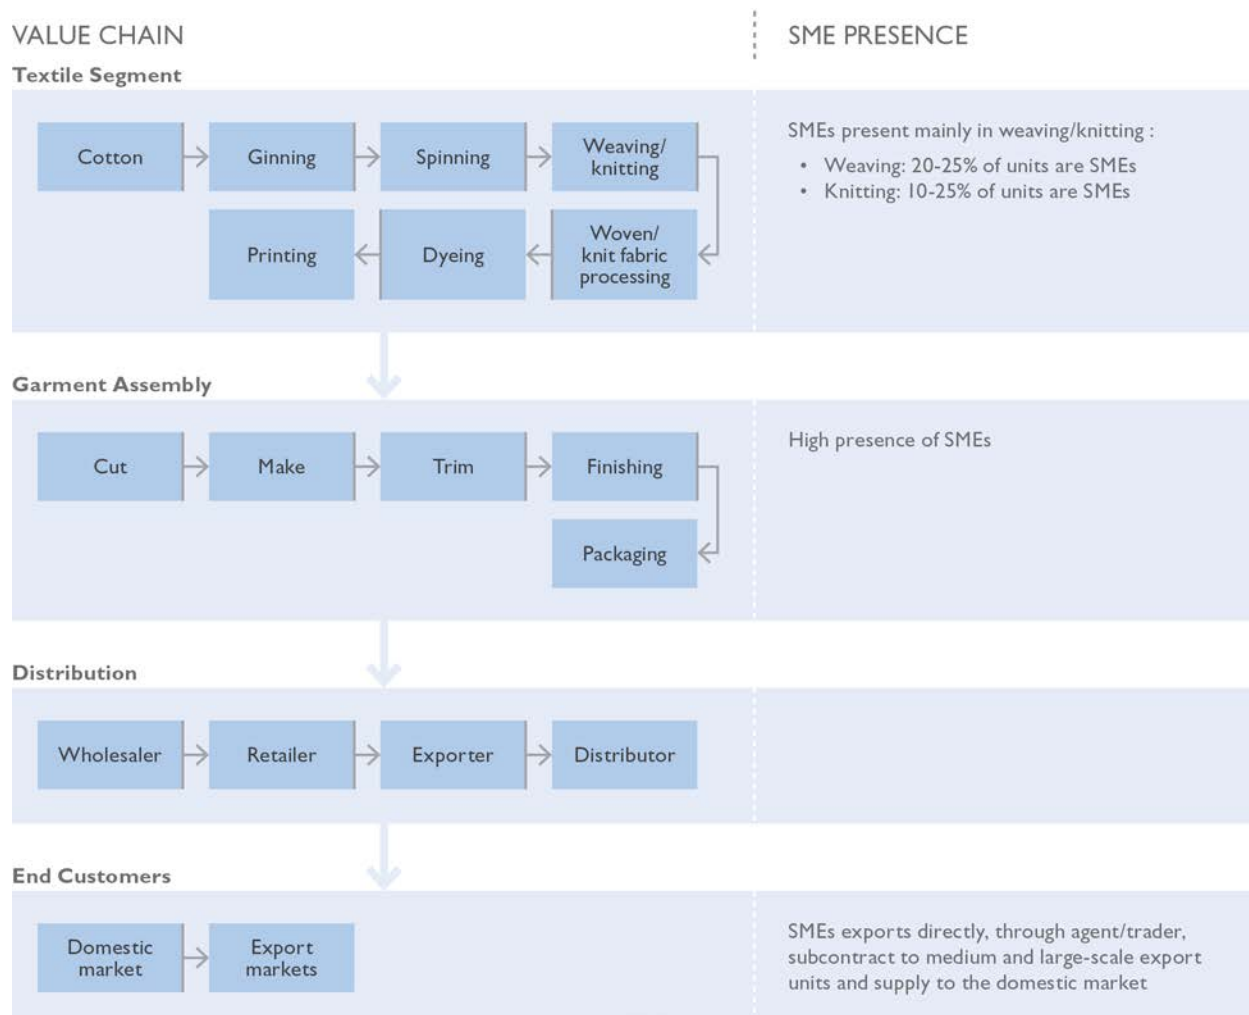 VALUE CHAIN
SME PRESENCE
Textile Segment
Cotton
Ginning
Spinning
Weaving/
knitting
Woven/
knit fabric
processing
Dyeing
Printing
SMEs present mainly in weaving/knitting :
• Weaving: 20-25% of units are SMEs
• Knitting: 10-25% of units are SMEs
Garment Assembly
Cut
Make
Trim
Finishing
Packaging
High presence of SMEs
Distribution
Wholesaler
Retailer
Exporter
Distributor
End Customers
Domestic
market
Export
markets
SMEs exports directly, through agent/trader,
subcontract to medium and large-scale export
units and supply to the domestic market